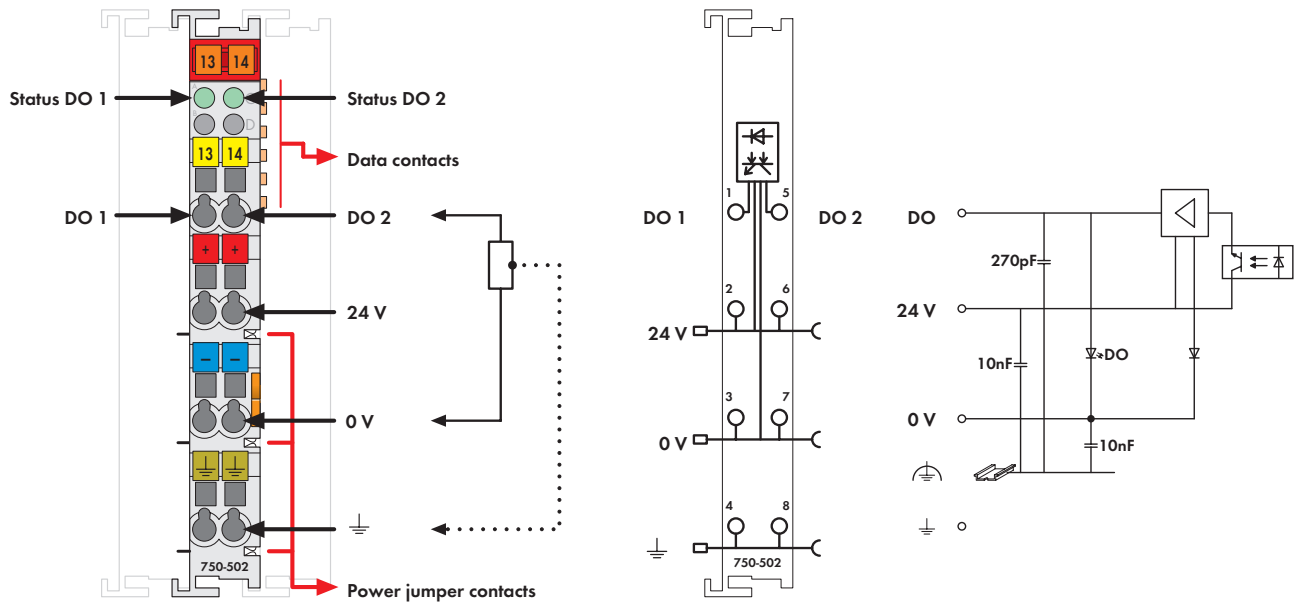 13 14
Status DO 1
Status DO 2
D
13 14
Data contacts
DO 1
DO 2
+ +
24 V
– –
0 V
750-502
Power jumper contacts
1 5
DO 1
DO 2
2 6
24 V
3 7
0 V
4 8
750-502
DO
270pF
24 V
10nF
DO
0 V
10nF